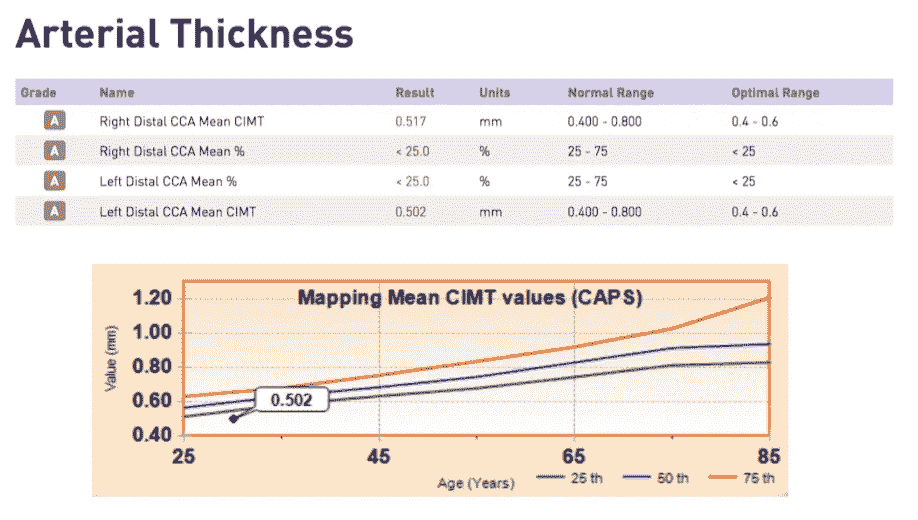 Arterial Thickness
Grade Name Result Units Normal Range Optimal Range
A Right Distal CCA Mean CIMT 0.517 mm 0.400 - 0.800 0.4 - 0.6
A Right Distal CCA Mean % < 25.0 % 25 - 75 < 25
A Left Distal CCA Mean % < 25.0 % 25 - 75 < 25
A Left Distal CCA Mean CIMT 0.502 mm 0.400 - 0.800 0.4 - 0.6
Mapping Mean CIMT values (CAPS)
Value (mm)
1.20
1.00
0.80
0.60
0.40
0.502
25 45 65 85
Age (Years)
25 th 50 th 75 th